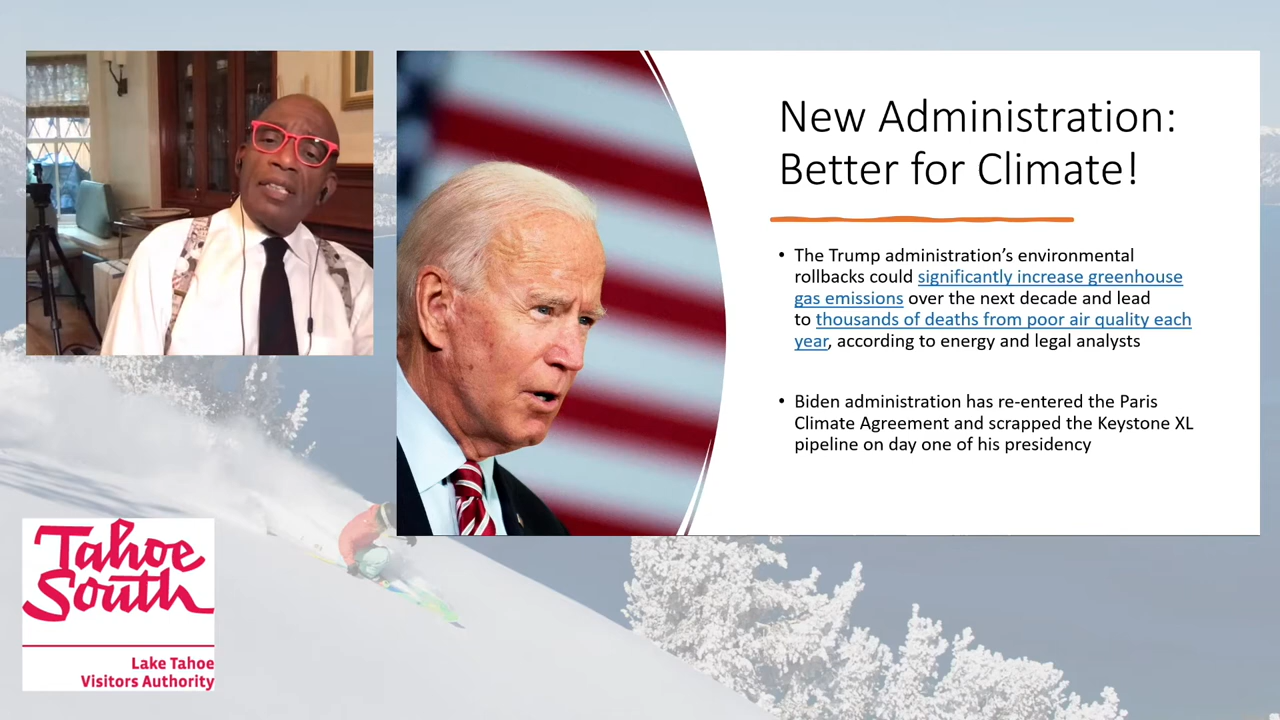 New Administration:
Better for Climate!
• The Trump administration’s environmental
rollbacks could significantly increase greenhouse
gas emissions over the next decade and lead
to thousands of deaths from poor air quality each
year, according to energy and legal analysts
• Biden administration has re-entered the Paris
Climate Agreement and scrapped the Keystone XL
pipeline on day one of his presidency
Tahoe
South
Lake Tahoe
Visitors Authority